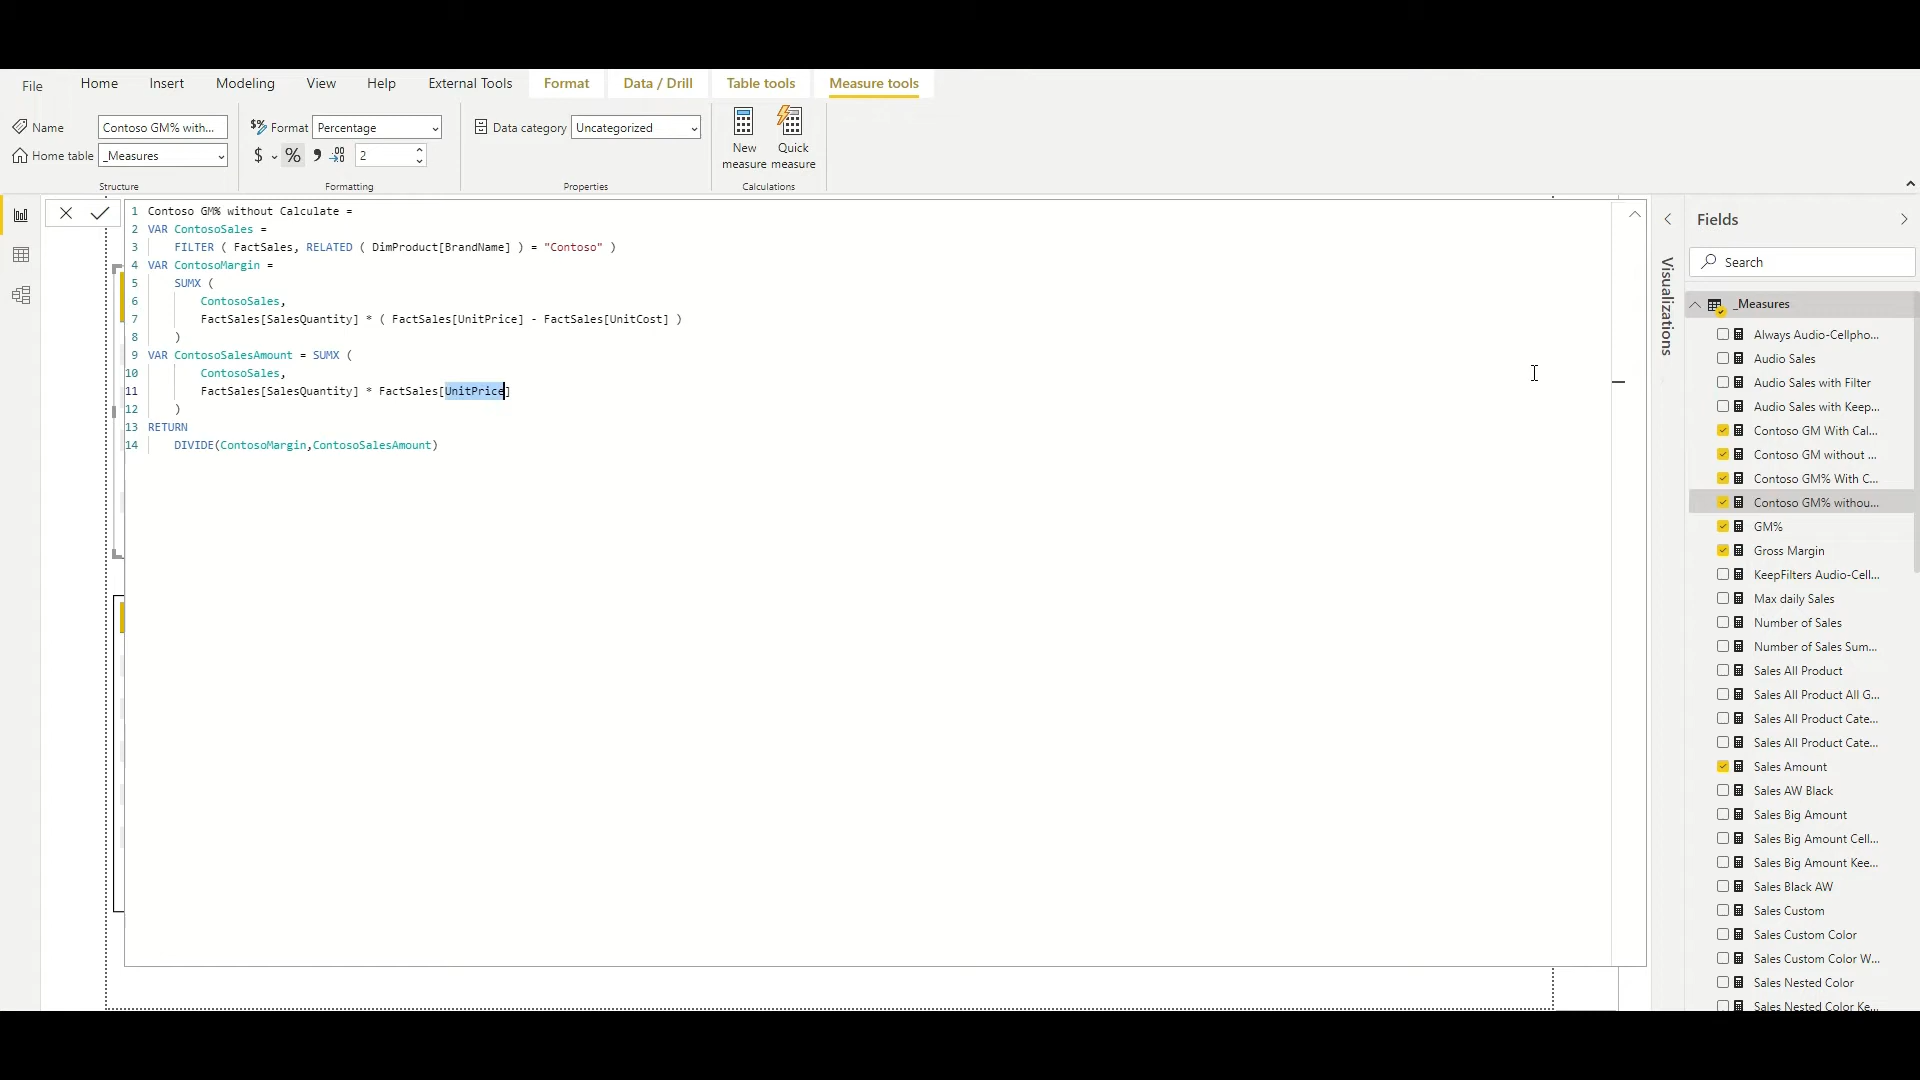 File
Home
Insert
Modeling
View
Help
External Tools
Format
Data / Drill
Table tools
Measure tools
Name
Contoso GM% with...
Home table
_Measures
Structure
Format
Percentage
$
%
2
Formatting
Data category
Uncategorized
Properties
New measure
Quick measure
Calculations
1 Contoso GM% without Calculate =
2 VAR ContosoSales =
3 FILTER ( FactSales, RELATED ( DimProduct[BrandName] ) = "Contoso" )
4 VAR ContosoMargin =
5 SUMX (
6 ContosoSales,
7 FactSales[SalesQuantity] * ( FactSales[UnitPrice] - FactSales[UnitCost] )
8 )
9 VAR ContosoSalesAmount = SUMX (
10 ContosoSales,
11 FactSales[SalesQuantity] * FactSales[UnitPrice]
12 )
13 RETURN
14 DIVIDE(ContosoMargin,ContosoSalesAmount)
Visualizations
Fields
Search
_Measures
Always Audio-Cellpho...
Audio Sales
Audio Sales with Filter
Audio Sales with Keep...
Contoso GM With Cal...
Contoso GM without ...
Contoso GM% With C...
Contoso GM% withou...
GM%
Gross Margin
KeepFilters Audio-Cell...
Max daily Sales
Number of Sales
Number of Sales Sum...
Sales All Product
Sales All Product All G...
Sales All Product Cate...
Sales All Product Cate...
Sales Amount
Sales AW Black
Sales Big Amount
Sales Big Amount Cell...
Sales Big Amount Kee...
Sales Black AW
Sales Custom
Sales Custom Color
Sales Custom Color W...
Sales Nested Color
Sales Nested Color Ke...